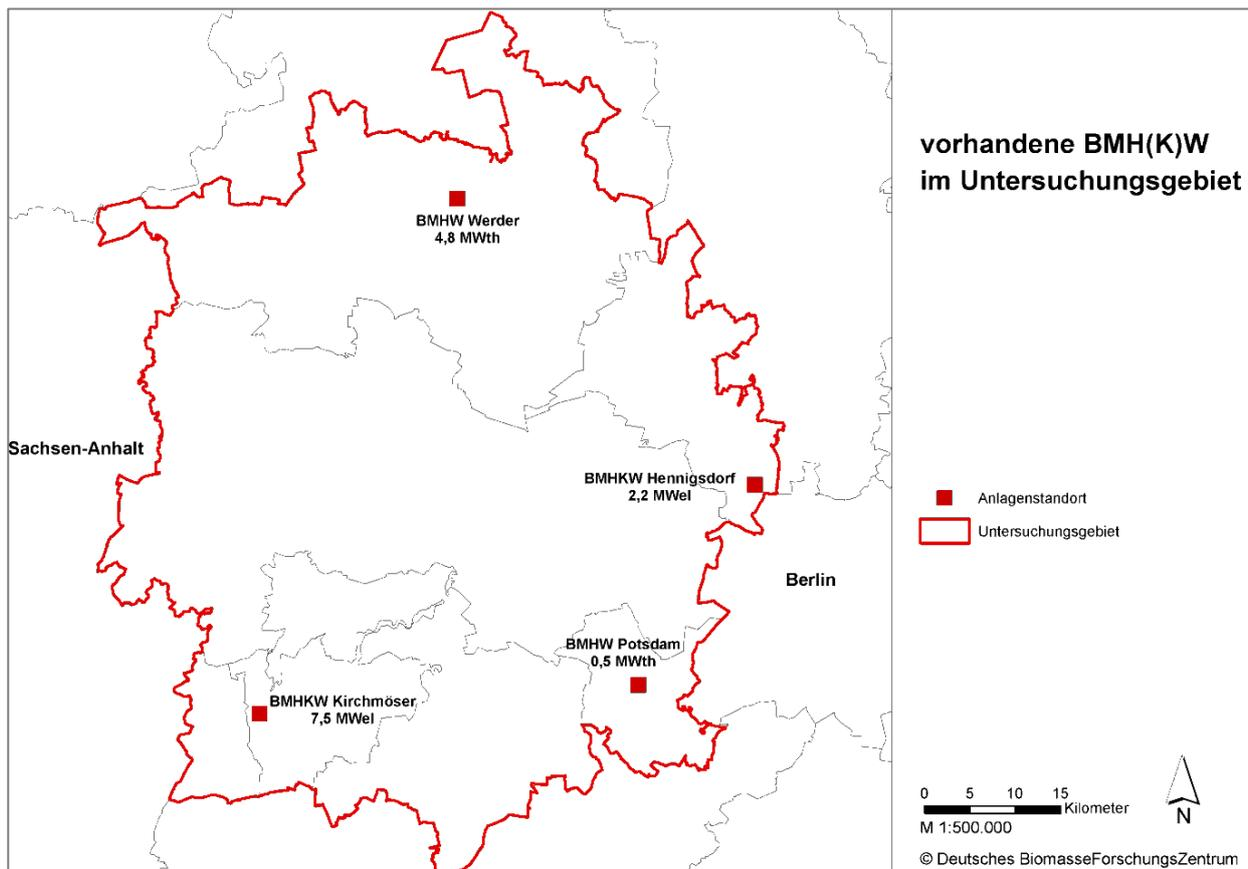 vorhandene BMH(K)W
im Untersuchungsgebiet
BMHW Werder
4,8 MWth
Sachsen-Anhalt
BMHKW Hennigsdorf
2,2 MWel
Berlin
BMHW Potsdam
0,5 MWth
BMHKW Kirchmöser
7,5 MWel
Anlagenstandort
Untersuchungsgebiet
0 5 10 15
Kilometer
M 1:500.000
N
© Deutsches BiomasseForschungsZentrum